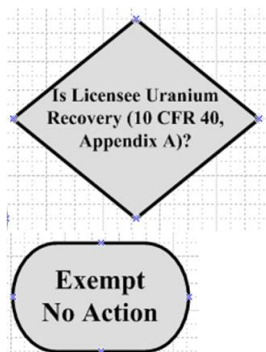 Is Licensee Uranium
Recovery (10 CFR 40,
Appendix A)?
Exempt
No Action